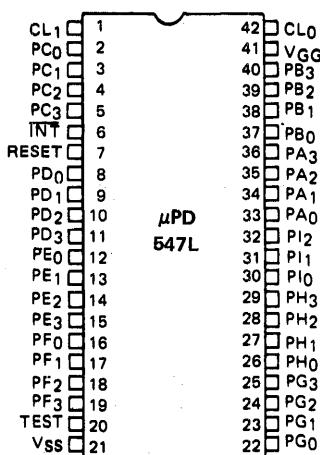 CL1 1 42 CL0
PC0 2 41 VGG
PC1 3 40 PB3
PC2 4 39 PB2
PC3 5 38 PB1
INT 6 37 PB0
RESET 7 36 PA3
PD0 8 35 PA2
PD1 9 34 PA1
PD2 10 μPD 33 PA0
PD3 11 547L 32 PI2
PE0 12 31 PI1
PE1 13 30 PI0
PE2 14 29 PH3
PE3 15 28 PH2
PF0 16 27 PH1
PF1 17 26 PH0
PF2 18 25 PG3
PF3 19 24 PG2
TEST 20 23 PG1
VSS 21 22 PG0